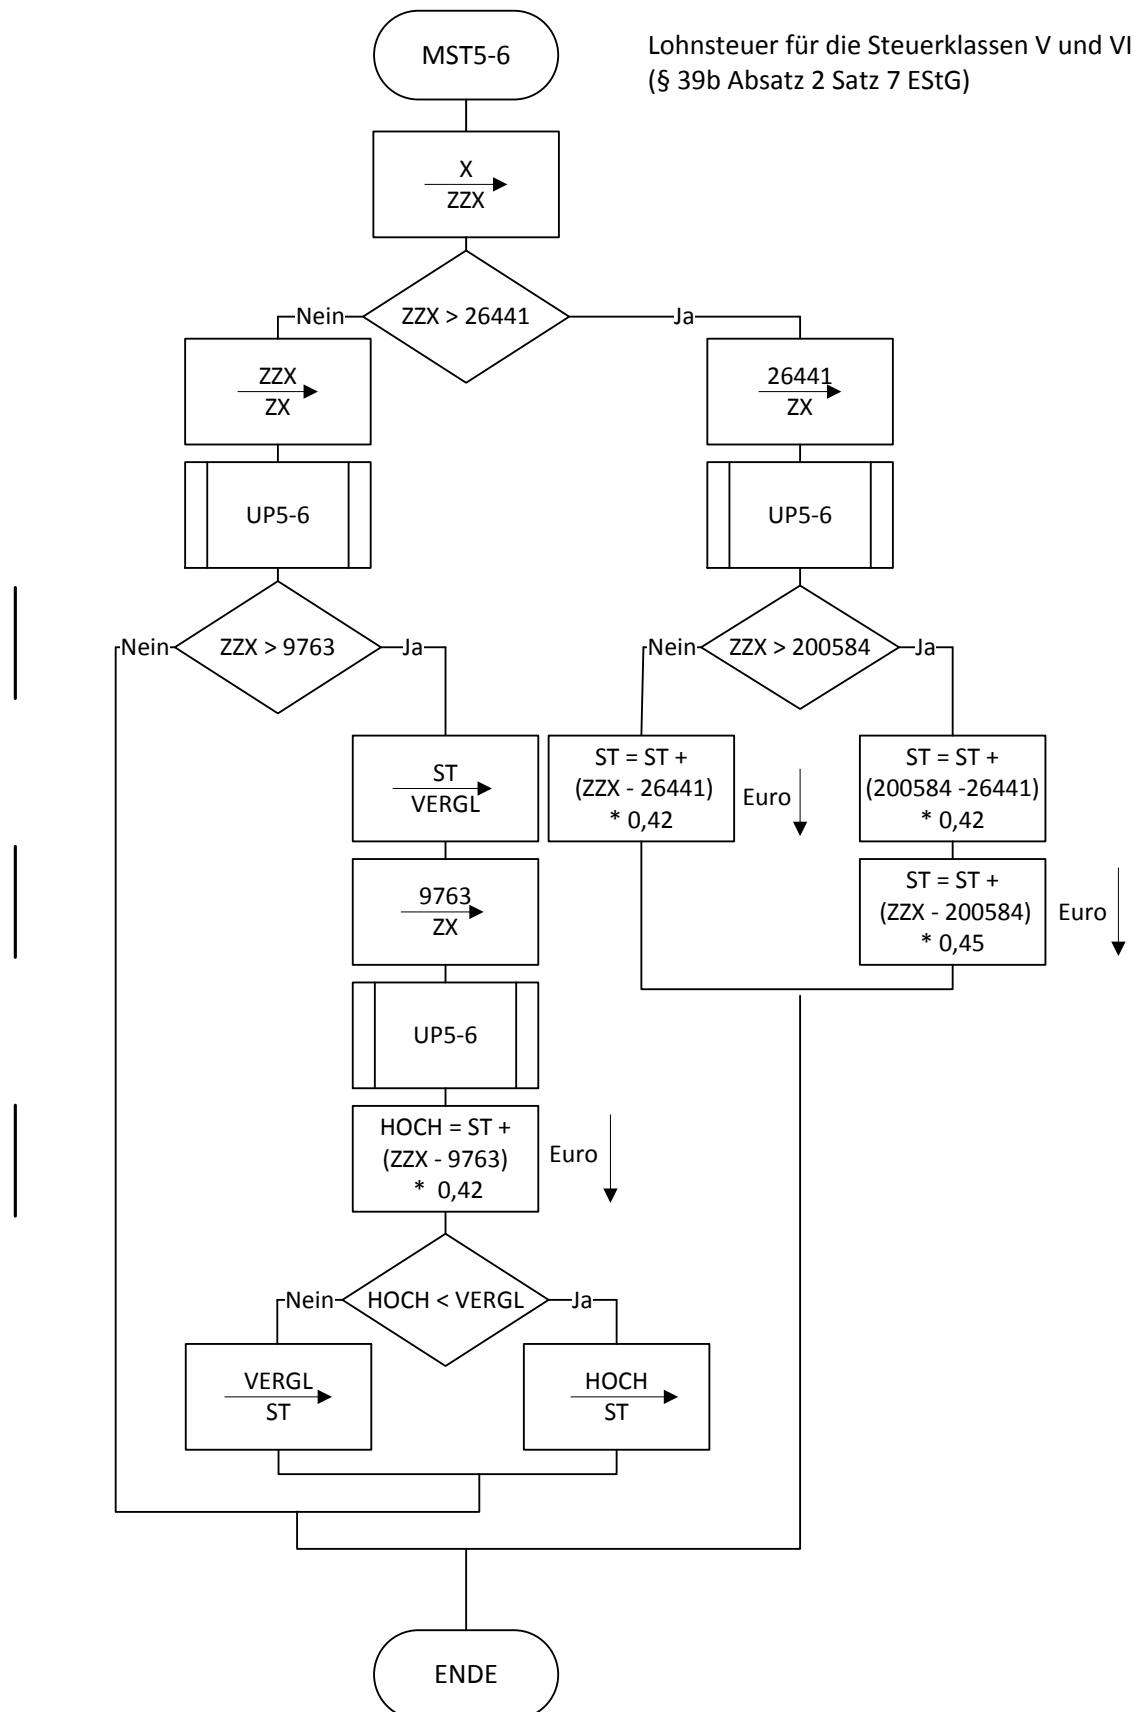 MST5-6
Lohnsteuer für die Steuerklassen V und VI
(§ 39b Absatz 2 Satz 7 EStG)
X
ZZX
ZZX > 26441
Nein
Ja
ZZX
ZX
26441
ZX
UP5-6
UP5-6
Nein
ZZX > 9763
Ja
Nein
ZZX > 200584
Ja
ST
VERGL
ST = ST +
(ZZX - 26441)
* 0,42
Euro
ST = ST +
(200584 -26441)
* 0,42
9763
ZX
ST = ST +
(ZZX - 200584)
* 0,45
Euro
UP5-6
HOCH = ST +
(ZZX - 9763)
* 0,42
Euro
Nein
HOCH < VERGL
Ja
VERGL
ST
HOCH
ST
ENDE